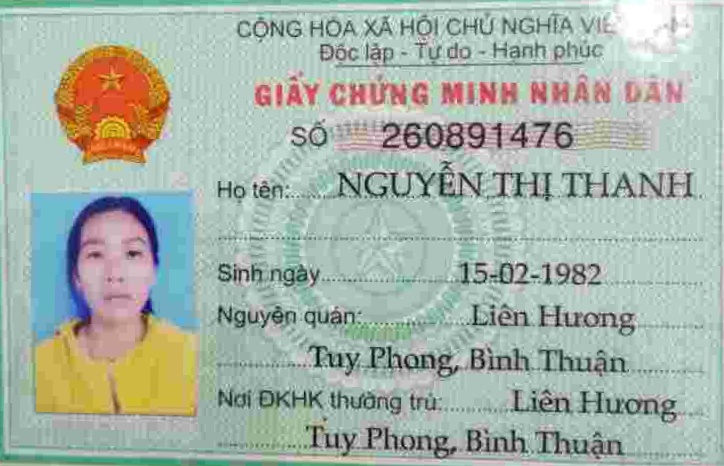 CỘNG HÒA XÃ HỘI CHỦ NGHĨA VIỆ
Độc lập - Tự do - Hạnh phúc
GIẤY CHỨNG MINH NHÂN DÂN
SỐ 260891476
Họ tên: NGUYỄN THỊ THANH
Sinh ngày 15-02-1982
Nguyên quán: Liên Hương
Tuy Phong, Bình Thuận
Nơi ĐKHK thường trú: Liên Hương
Tuy Phong, Bình Thuận